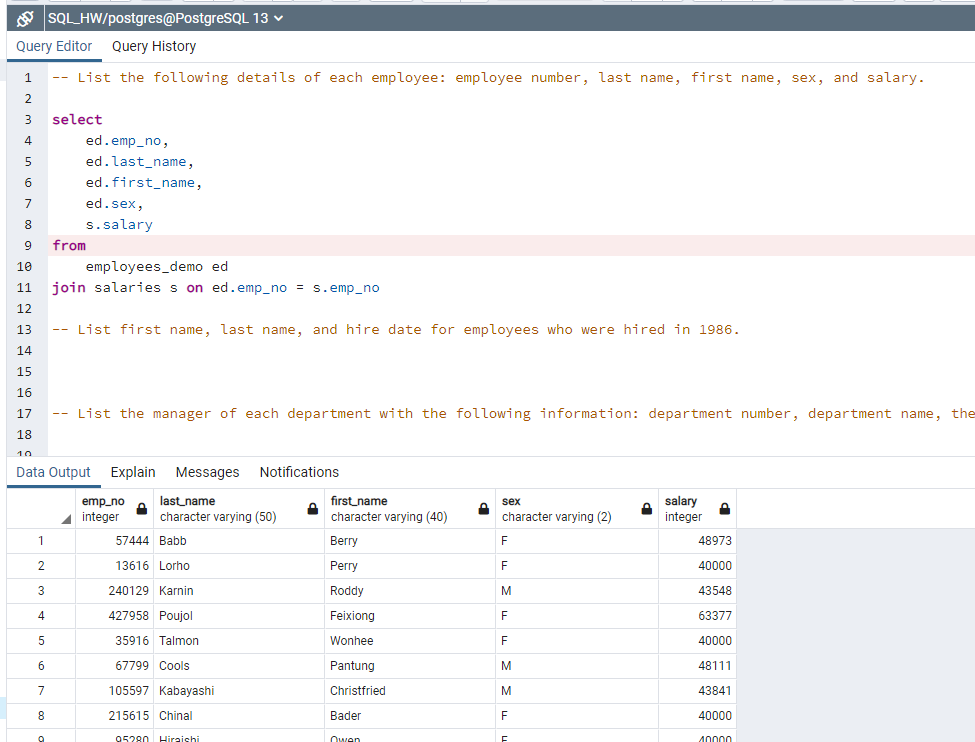 SQL_HW/postgres@PostgreSQL 13
Query Editor Query History
1 -- List the following details of each employee: employee number, last name, first name, sex, and salary.
2
3 select
4 ed.emp_no,
5 ed.last_name,
6 ed.first_name,
7 ed.sex,
8 s.salary
9 from
10 employees_demo ed
11 join salaries s on ed.emp_no = s.emp_no
12
13 -- List first name, last name, and hire date for employees who were hired in 1986.
14
15
16
17 -- List the manager of each department with the following information: department number, department name, the
18
19
Data Output Explain Messages Notifications
emp_no last_name first_name sex salary
integer character varying (50) character varying (40) character varying (2) integer
1 57444 Babb Berry F 48973
2 13616 Lorho Perry F 40000
3 240129 Karnin Roddy M 43548
4 427958 Poujol Feixiong F 63377
5 35916 Talmon Wonhee F 40000
6 67799 Cools Pantung M 48111
7 105597 Kabayashi Christfried M 43841
8 215615 Chinal Bader F 40000
9 95280 Hiraishi Owen F 40000